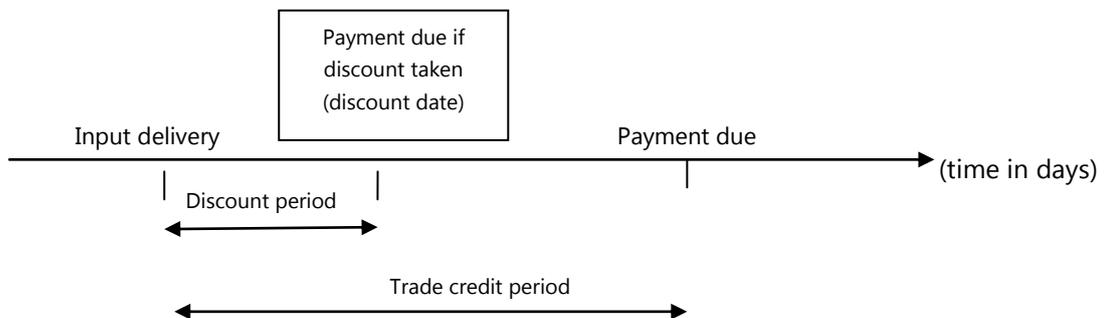 Payment due if
discount taken
(discount date)
Input delivery
Payment due
(time in days)
Discount period
Trade credit period